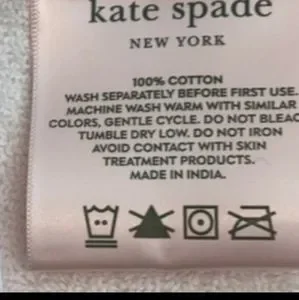 kate spade
NEW YORK
100% COTTON
WASH SEPARATELY BEFORE FIRST USE.
MACHINE WASH WARM WITH SIMILAR
COLORS, GENTLE CYCLE. DO NOT BLEAC
TUMBLE DRY LOW. DO NOT IRON
AVOID CONTACT WITH SKIN
TREATMENT PRODUCTS.
MADE IN INDIA.